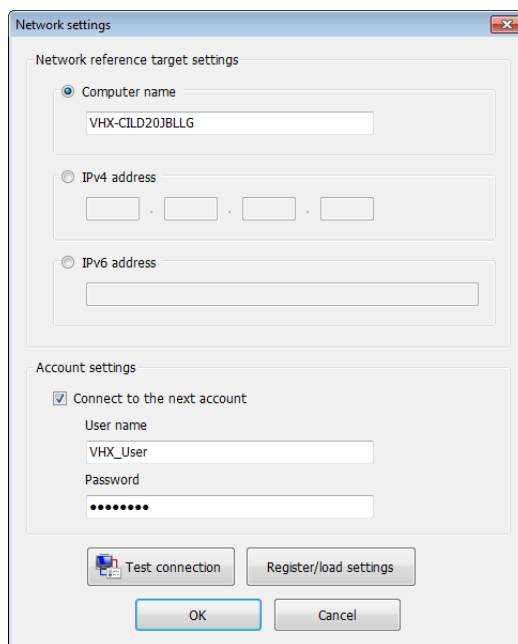 Network settings
Network reference target settings
Computer name
VHX-CILD20JBLLG
IPv4 address
. . .
IPv6 address
Account settings
Connect to the next account
User name
VHX_User
Password
●●●●●●●●
Test connection
Register/load settings
OK
Cancel